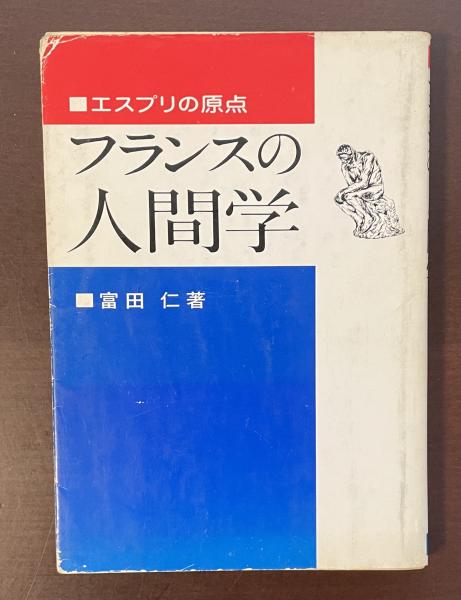 ■エスプリの原点
フランスの
人間学
■富田 仁著